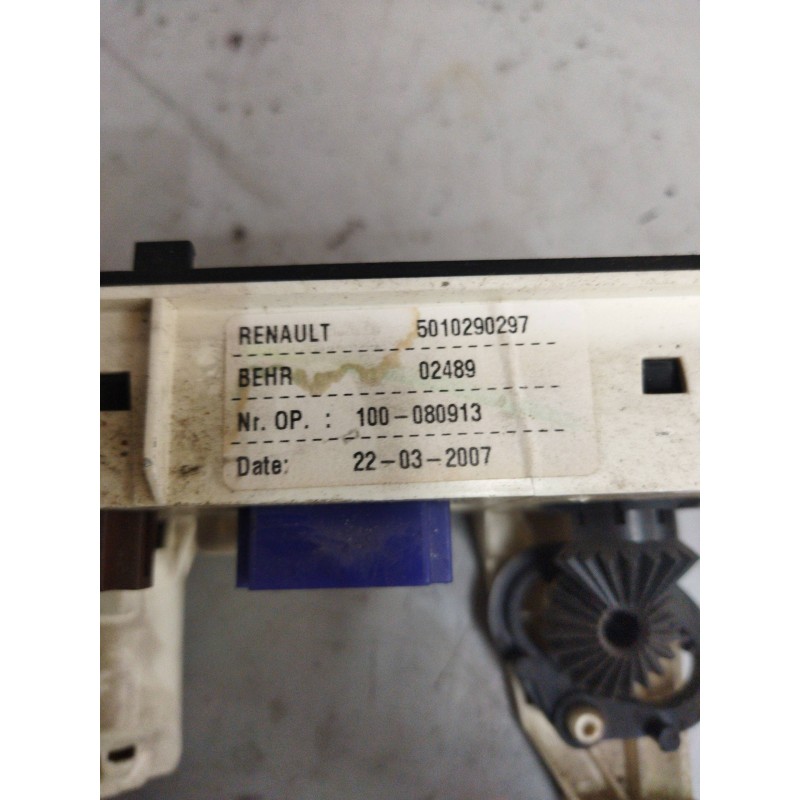 RENAULT 5010290297
BEHR 02489
Nr. OP. : 100-080913
Date: 22-03-2007